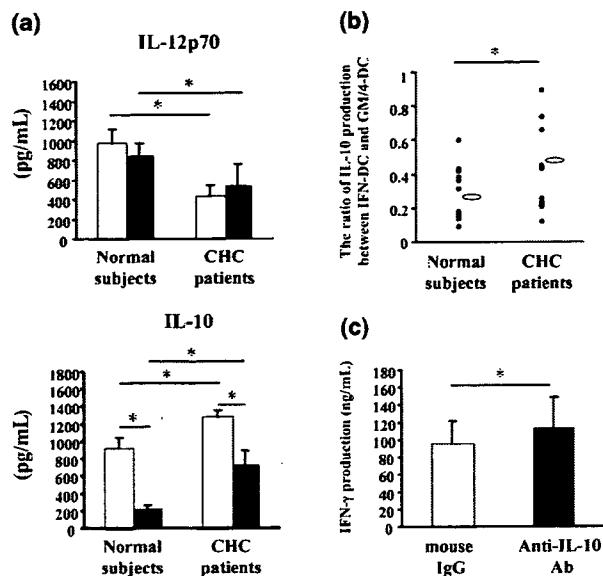 (a)
IL-12p70
*
*
(pg/mL)
1600
1400
1200
1000
800
600
400
200
0
Normal
subjects
CHC
patients
IL-10
*
*
*
*
(pg/mL)
1800
1600
1400
1200
1000
800
600
400
200
0
Normal
subjects
CHC
patients
(b)
*
The ratio of IL-10 production
between IFN-DC and GM/4-DC
1
0.8
0.6
0.4
0.2
0
Normal
subjects
CHC
patients
(c)
*
IFN-γ production (ng/mL)
160
140
120
100
80
60
40
20
0
mouse
IgG
Anti-IL-10
Ab